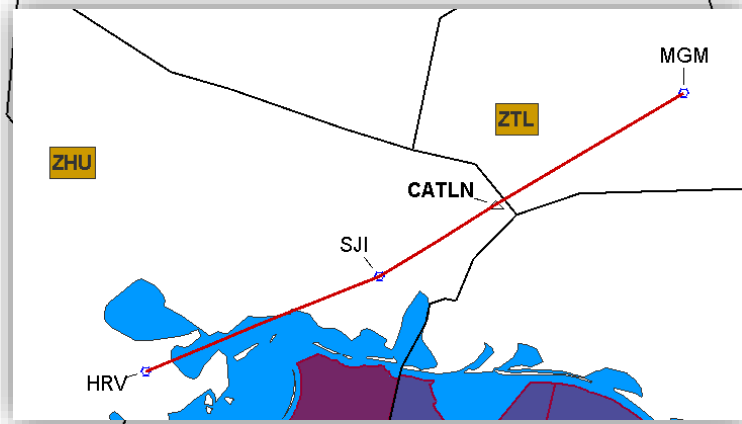 MGM
ZTL
ZHU
CATLN
SJI
HRV